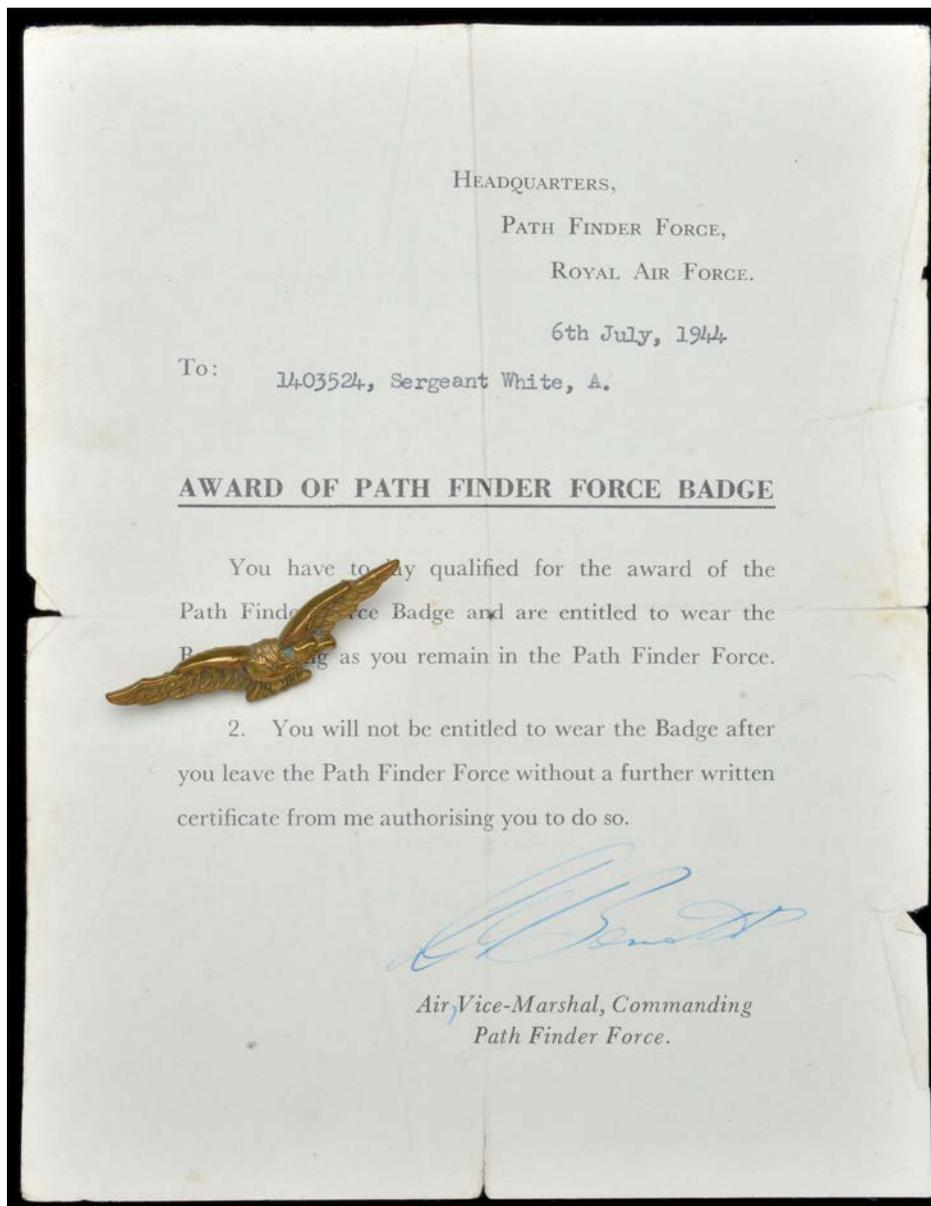 HEADQUARTERS,
PATH FINDER FORCE,
ROYAL AIR FORCE.
6th July, 1944
To:
1403524, Sergeant White, A.
AWARD OF PATH FINDER FORCE BADGE
You have to qualified for the award of the
Path Badge and are entitled to wear the
as you remain in the Path Finder Force.
2. You will not be entitled to wear the Badge after
you leave the Path Finder Force without a further written
certificate from me authorising you to do so.
Air Vice-Marshal, Commanding
Path Finder Force.